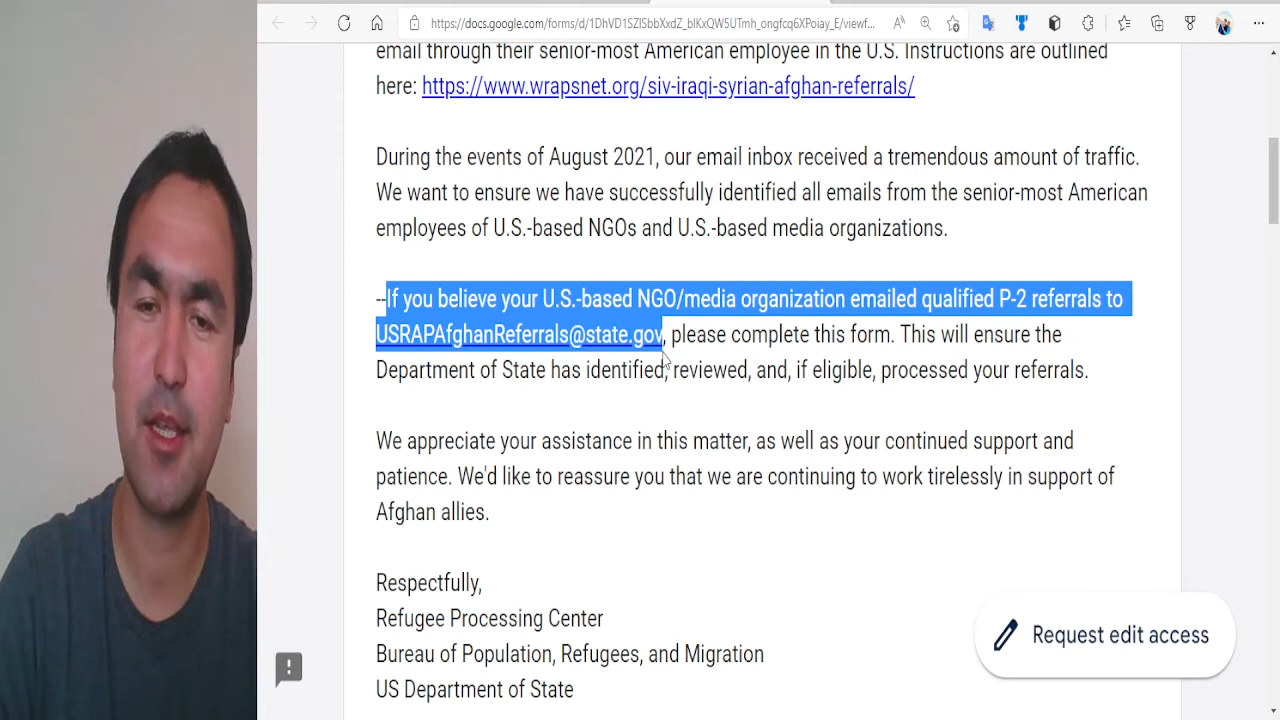 https://docs.google.com/forms/d/1DhVD1SZlSbbXxdZ_blKxQW5UTmh_ongfcq6XPoiay_E/viewf...
email through their senior-most American employee in the U.S. Instructions are outlined
here: https://www.wrapsnet.org/siv-iraqi-syrian-afghan-referrals/
During the events of August 2021, our email inbox received a tremendous amount of traffic.
We want to ensure we have successfully identified all emails from the senior-most American
employees of U.S.-based NGOs and U.S.-based media organizations.
--If you believe your U.S.-based NGO/media organization emailed qualified P-2 referrals to
USRAPAfghanReferrals@state.gov, please complete this form. This will ensure the
Department of State has identified, reviewed, and, if eligible, processed your referrals.
We appreciate your assistance in this matter, as well as your continued support and
patience. We'd like to reassure you that we are continuing to work tirelessly in support of
Afghan allies.
Respectfully,
Refugee Processing Center
Request edit access
Bureau of Population, Refugees, and Migration
US Department of State